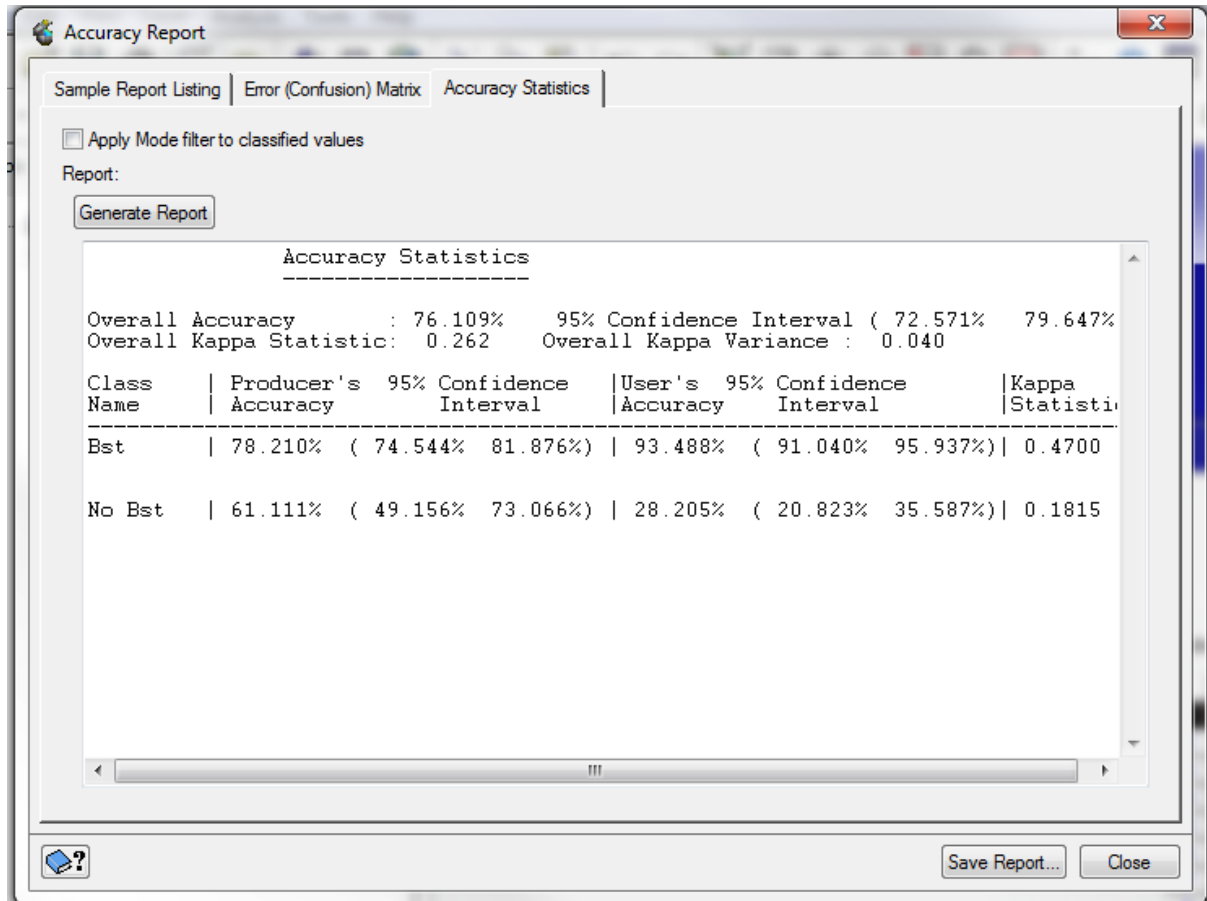 Accuracy Report
Sample Report Listing Error (Confusion) Matrix Accuracy Statistics
Apply Mode filter to classified values
Report:
Generate Report
Accuracy Statistics
-------------------
Overall Accuracy : 76.109% 95% Confidence Interval ( 72.571% 79.647%
Overall Kappa Statistic: 0.262 Overall Kappa Variance : 0.040
Class | Producer's 95% Confidence |User's 95% Confidence |Kappa
Name | Accuracy Interval |Accuracy Interval |Statisti
Bst | 78.210% ( 74.544% 81.876%) | 93.488% ( 91.040% 95.937%)| 0.4700
No Bst | 61.111% ( 49.156% 73.066%) | 28.205% ( 20.823% 35.587%)| 0.1815
Save Report... Close